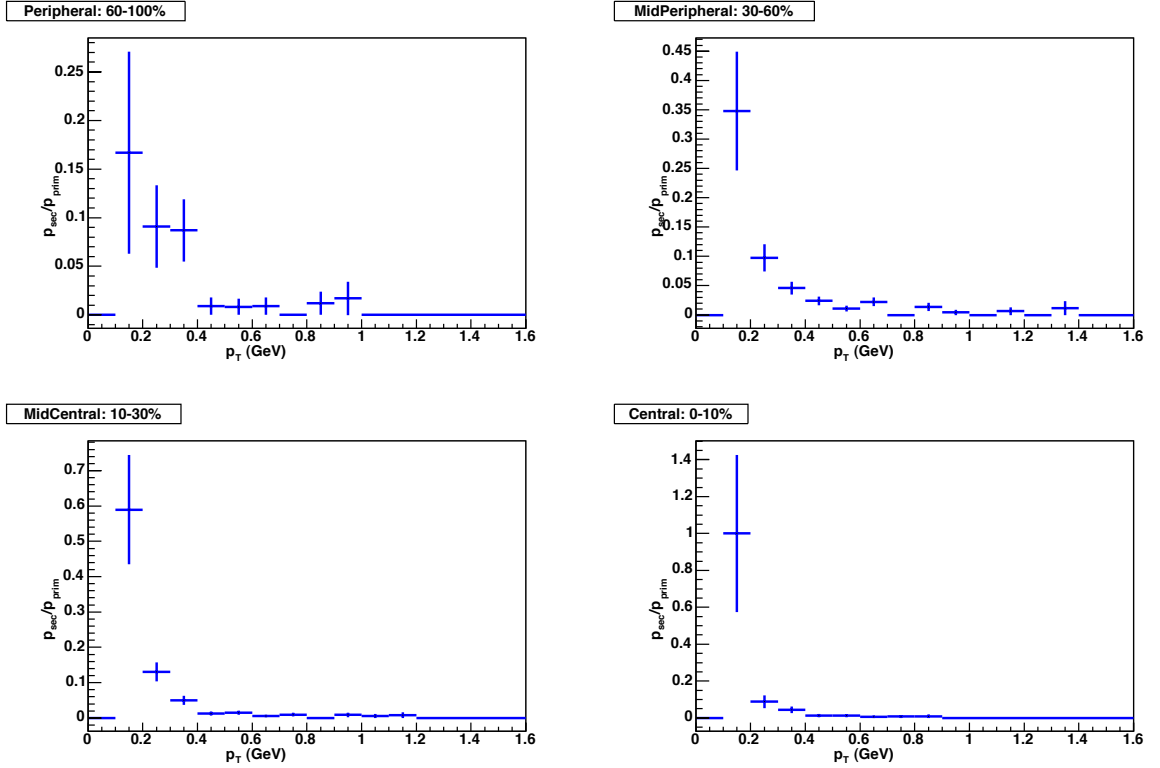 Peripheral: 60-100%
0.25
0.2
0.15
0.1
0.05
0
p_sec/p_prim
0 0.2 0.4 0.6 0.8 1 1.2 1.4 1.6
p_T (GeV)
MidPeripheral: 30-60%
0.45
0.4
0.35
0.3
0.25
0.2
0.15
0.1
0.05
0
p_sec/p_prim
0 0.2 0.4 0.6 0.8 1 1.2 1.4 1.6
p_T (GeV)
MidCentral: 10-30%
0.7
0.6
0.5
0.4
0.3
0.2
0.1
0
p_sec/p_prim
0 0.2 0.4 0.6 0.8 1 1.2 1.4 1.6
p_T (GeV)
Central: 0-10%
1.4
1.2
1
0.8
0.6
0.4
0.2
0
p_sec/p_prim
0 0.2 0.4 0.6 0.8 1 1.2 1.4 1.6
p_T (GeV)